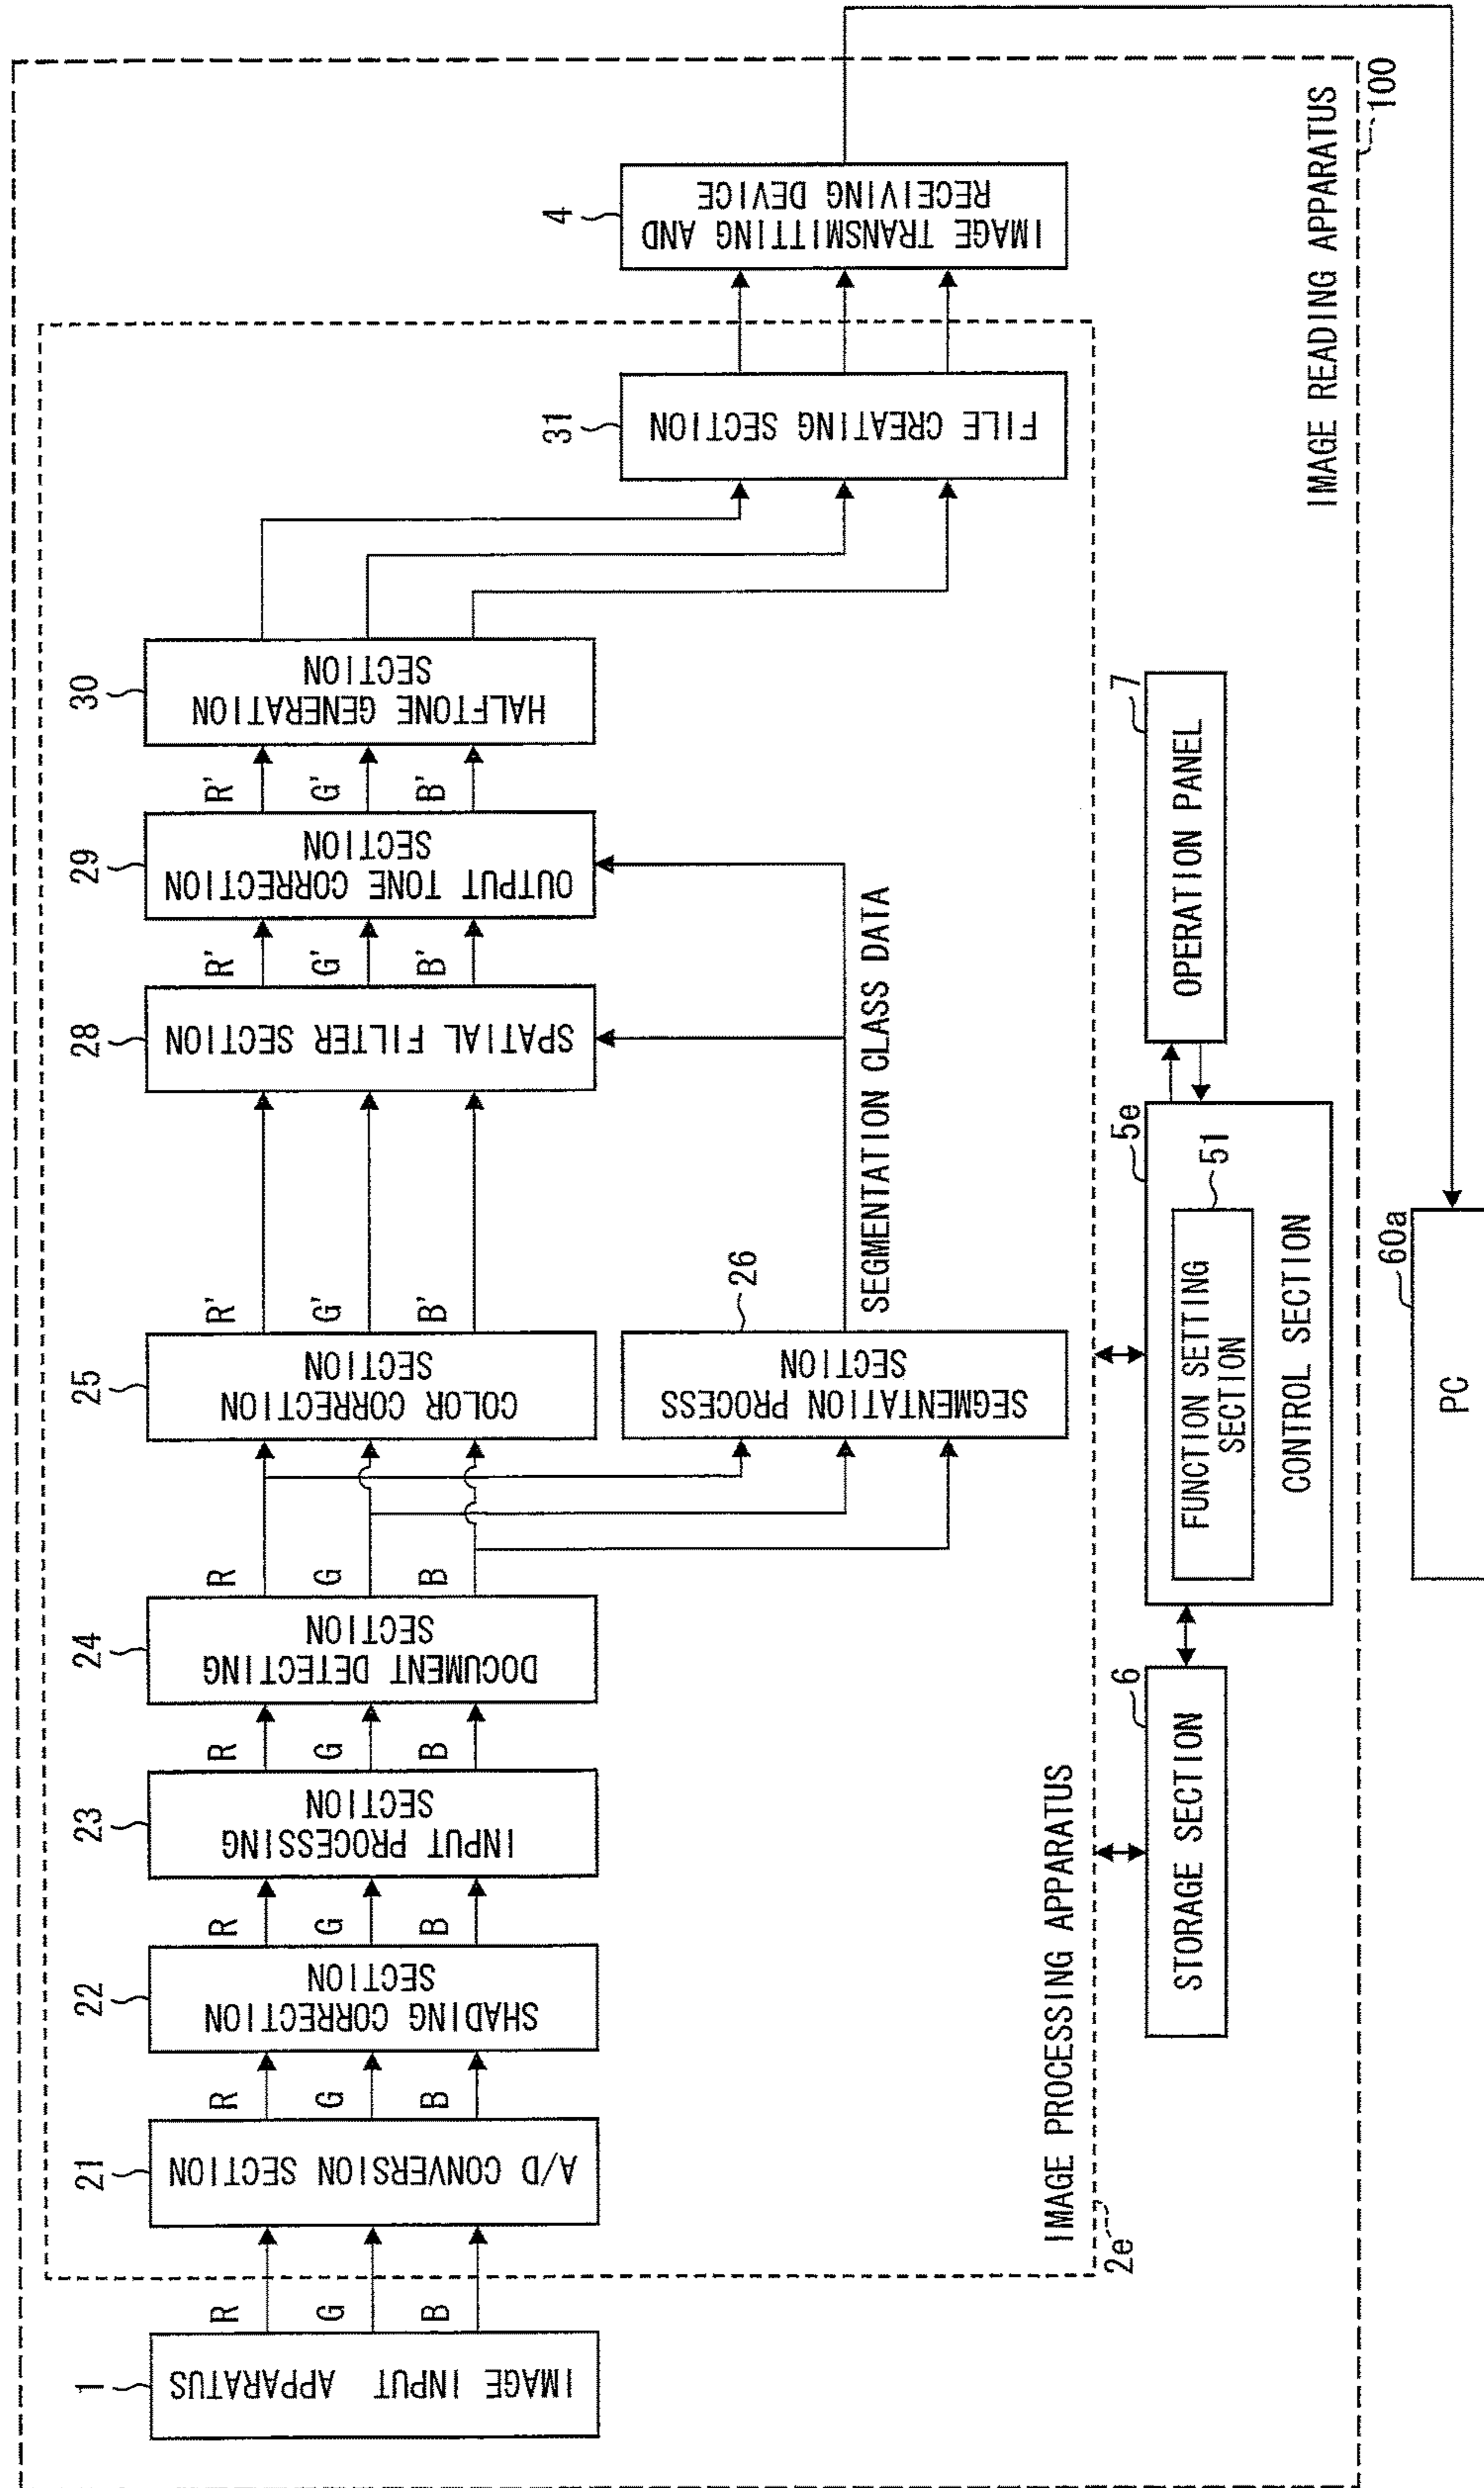 1
IMAGE INPUT APPARATUS
R
G
B
21
A/D CONVERSION SECTION
R
G
B
22
SHADING CORRECTION
SECTION
R
G
B
23
INPUT PROCESSING
SECTION
R
G
B
24
DOCUMENT DETECTING
SECTION
R
G
B
25
COLOR CORRECTION
SECTION
26
SEGMENTATION PROCESS
SECTION
R'
G'
B'
SEGMENTATION CLASS DATA
28
SPATIAL FILTER SECTION
R'
G'
B'
29
OUTPUT TONE CORRECTION
SECTION
R'
G'
B'
30
HALFTONE GENERATION
SECTION
31
FILE CREATING SECTION
4
IMAGE TRANSMITTING AND
RECEIVING DEVICE
2e
IMAGE PROCESSING APPARATUS
6
STORAGE SECTION
5e
51
FUNCTION SETTING
SECTION
CONTROL SECTION
7
OPERATION PANEL
IMAGE READING APPARATUS
100
60a
PC